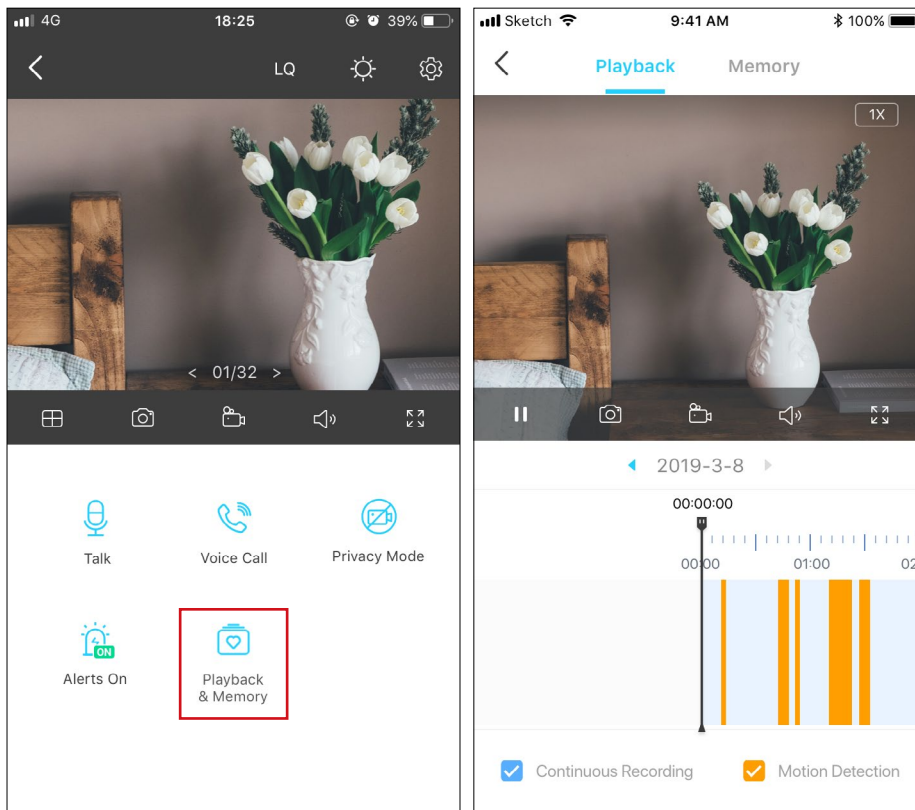 4G
18:25
39%
LQ
< 01/32 >
Talk
Voice Call
Privacy Mode
ON
Alerts On
Playback
& Memory
Sketch
9:41 AM
100%
Playback
Memory
1X
2019-3-8
00:00:00
00:00
01:00
02
Continuous Recording
Motion Detection